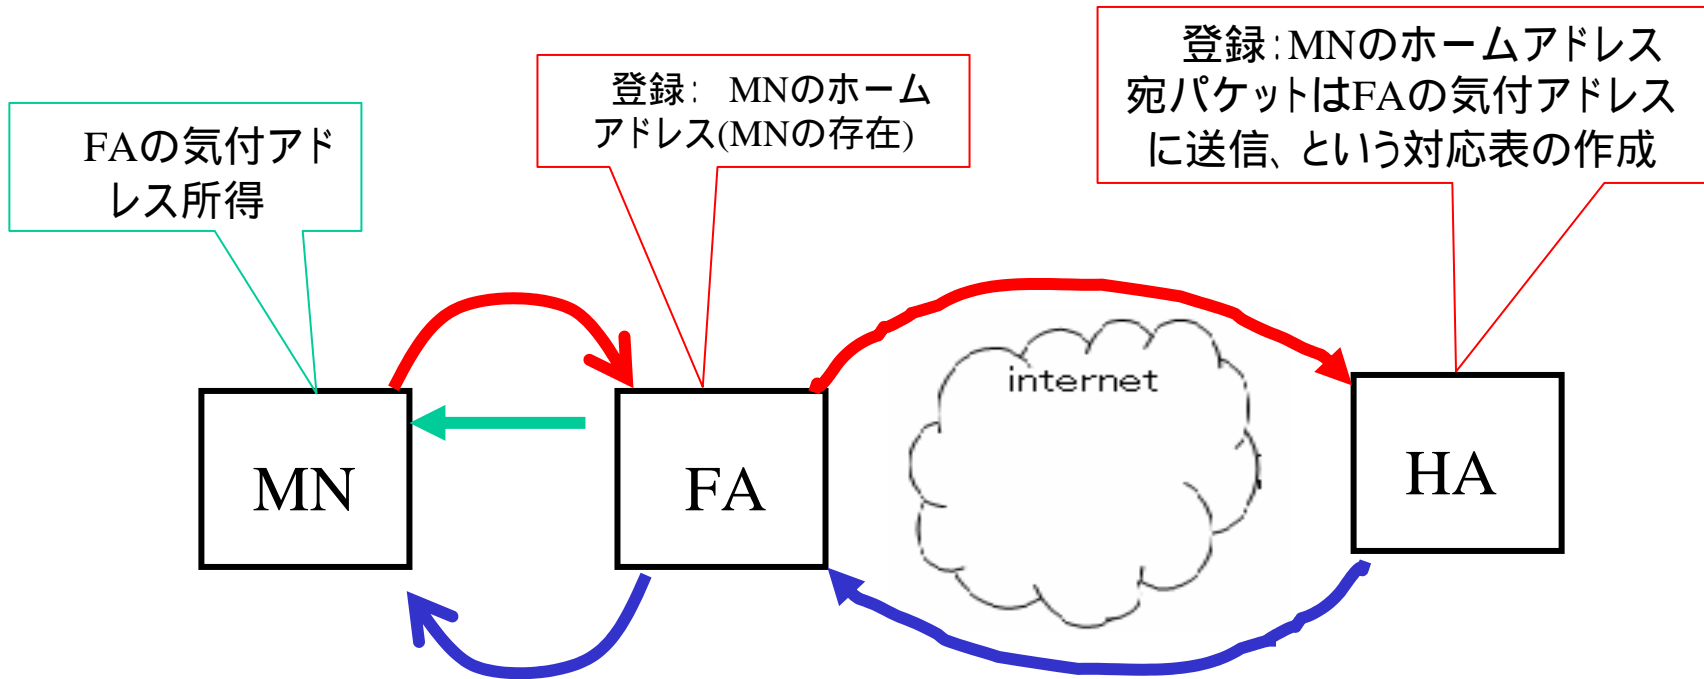 FAの気付アド
レス所得
登録： MNのホーム
アドレス(MNの存在)
登録：MNのホームアドレス
宛パケットはFAの気付アドレス
に送信、という対応表の作成
internet
MN
FA
HA